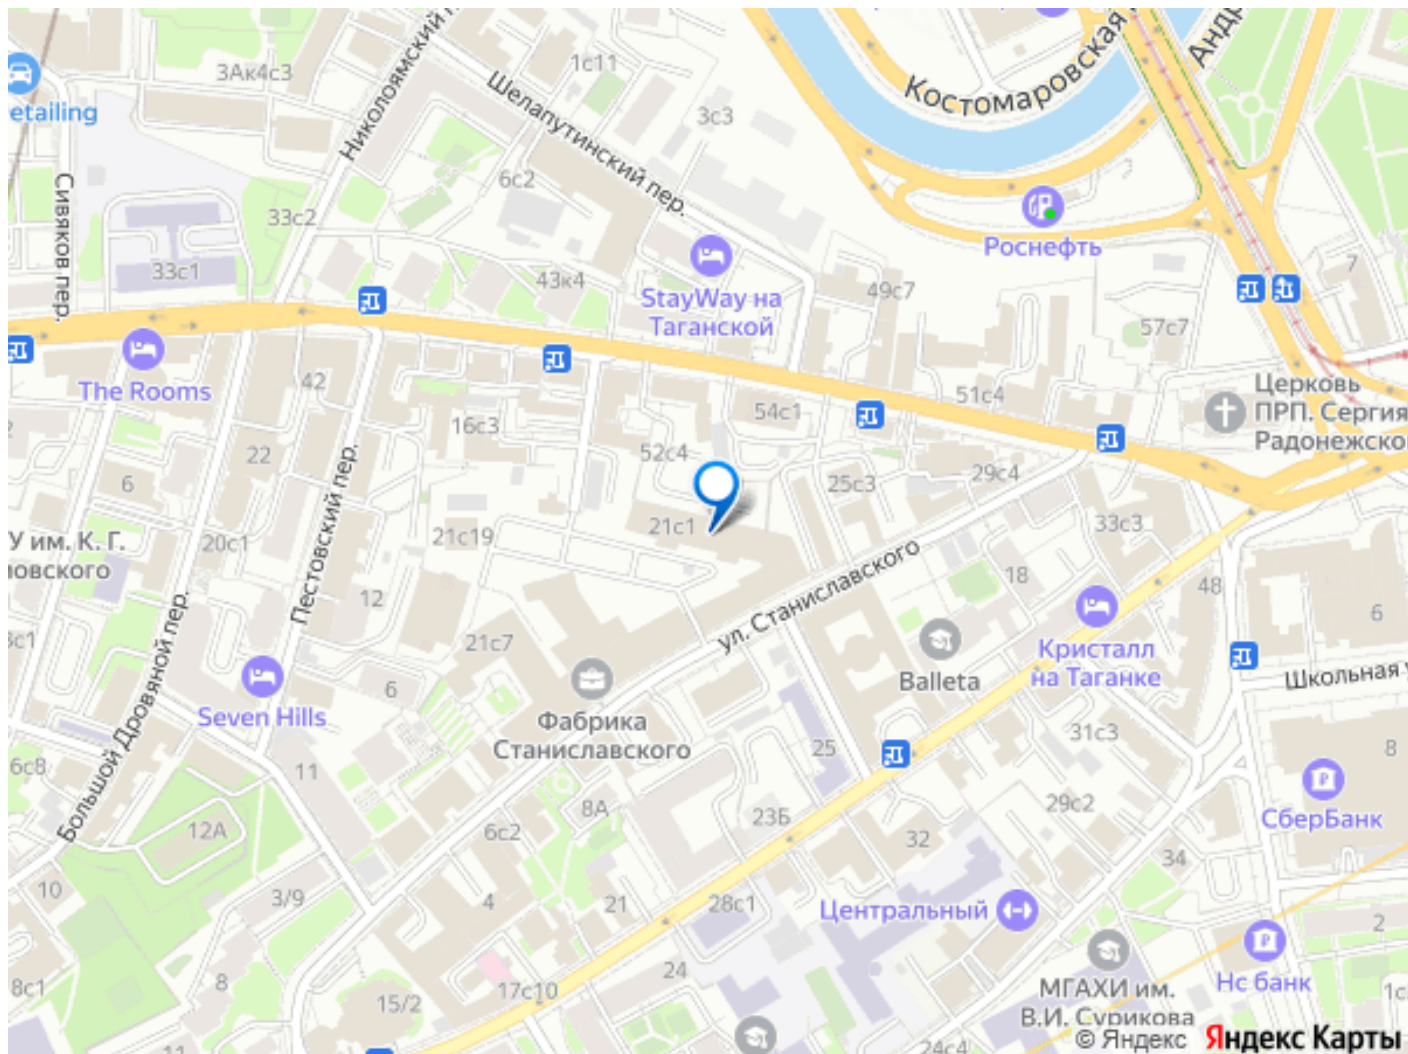 3Ак4с3
Николоямский п
1с11
Костомаровская
Андр
etailing
Шелапутинский пер.
3с3
Сивяков пер.
33с2
6с2
Роснефть
33с1
43к4
StayWay на
Таганской
49с7
7
57с7
The Rooms
42
16с3
54с1
51с4
Церковь
ПРП. Сергия
Радонежско
22
6
52с4
25с3
29с4
У им. К. Г.
ловского
20с1
Пестовский пер.
21с19
21с1
ул. Станиславского
33с3
18
48
6
3с1
12
21с7
Balleta
Кристалл
на Таганке
Школьная у
Seven Hills
6
Фабрика
Станиславского
Большой Дровяной пер.
6с8
11
25
31с3
8
12А
8А
6с2
23Б
29с2
СберБанк
32
34
10
3/9
4
21
28с1
Центральный
2
8с1
8
15/2
17с10
24
МГАХИ им.
В.И. Сурикова
Нс банк
1с
11
24с4
© Яндекс
Яндекс Карты